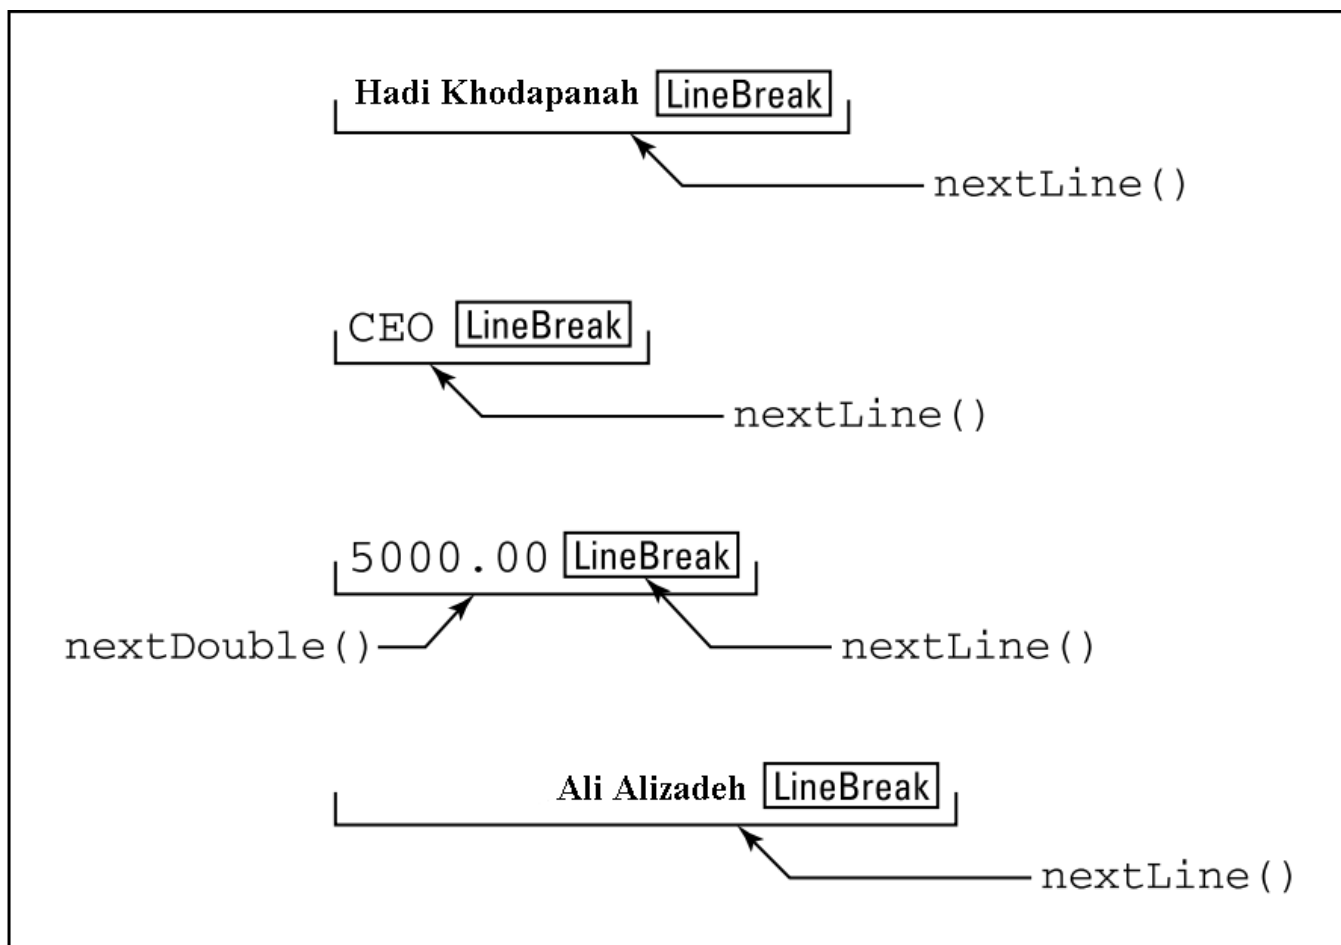 Hadi Khodapanah LineBreak
nextLine()
CEO LineBreak
nextLine()
5000.00 LineBreak
nextDouble() nextLine()
Ali Alizadeh LineBreak
nextLine()